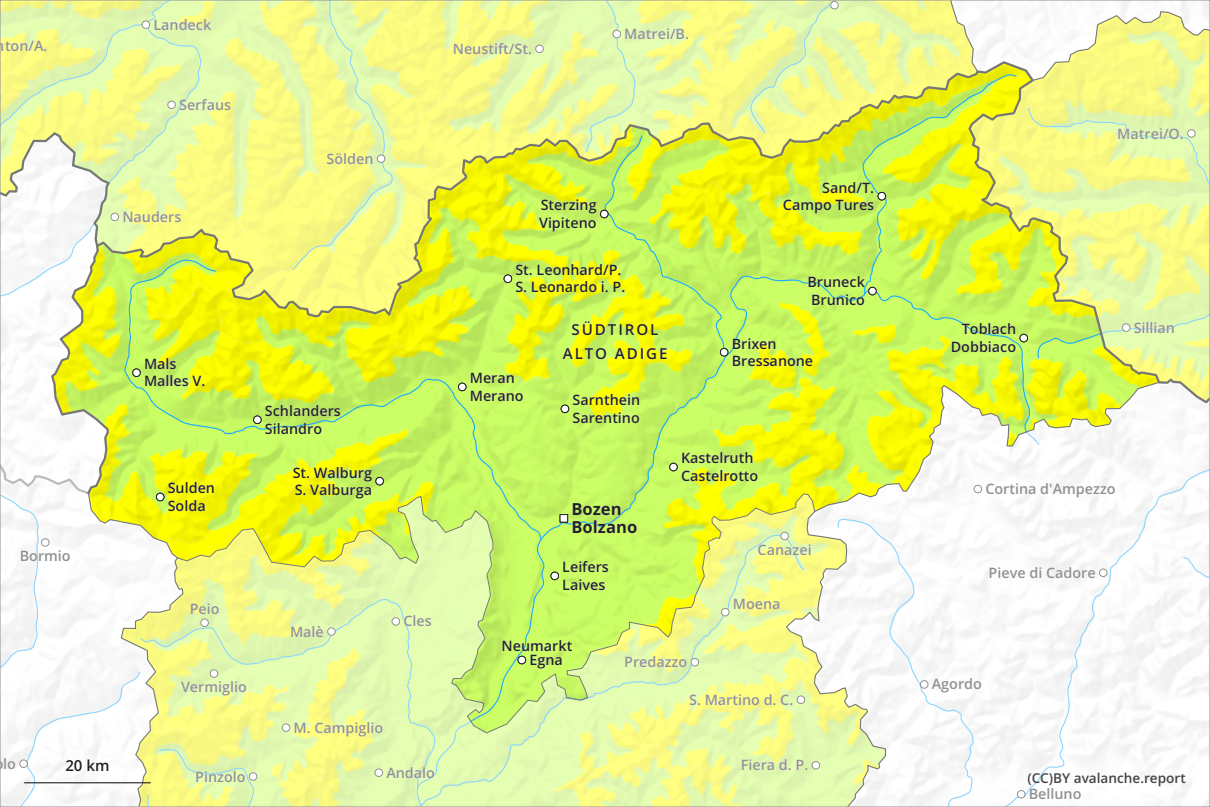 Landeck
Matrei/B.
Neustift/St.
nton/A.
Serfaus
Matrei/O.
Sölden
Sand/T.
Campo Tures
Sterzing
Vipiteno
Nauders
St. Leonhard/P.
S. Leonardo i. P.
Bruneck
Brunico
SÜDTIROL
ALTO ADIGE
Toblach
Dobbiaco
Sillian
Brixen
Bressanone
Mals
Malles V.
Meran
Merano
Schlanders
Silandro
Sarnthein
Sarentino
Kastelruth
Castelrotto
St. Walburg
S. Valburga
Sulden
Solda
Cortina d'Ampezzo
Bozen
Bolzano
Bormio
Canazei
Leifers
Laives
Pieve di Cadore
Peio
Moena
Malè
Cles
Neumarkt
Egna
Predazzo
Vermiglio
Agordo
S. Martino d. C.
M. Campiglio
olo
20 km
Pinzolo
Andalo
Fiera d. P.
(CC)BY avalanche.report
Belluno